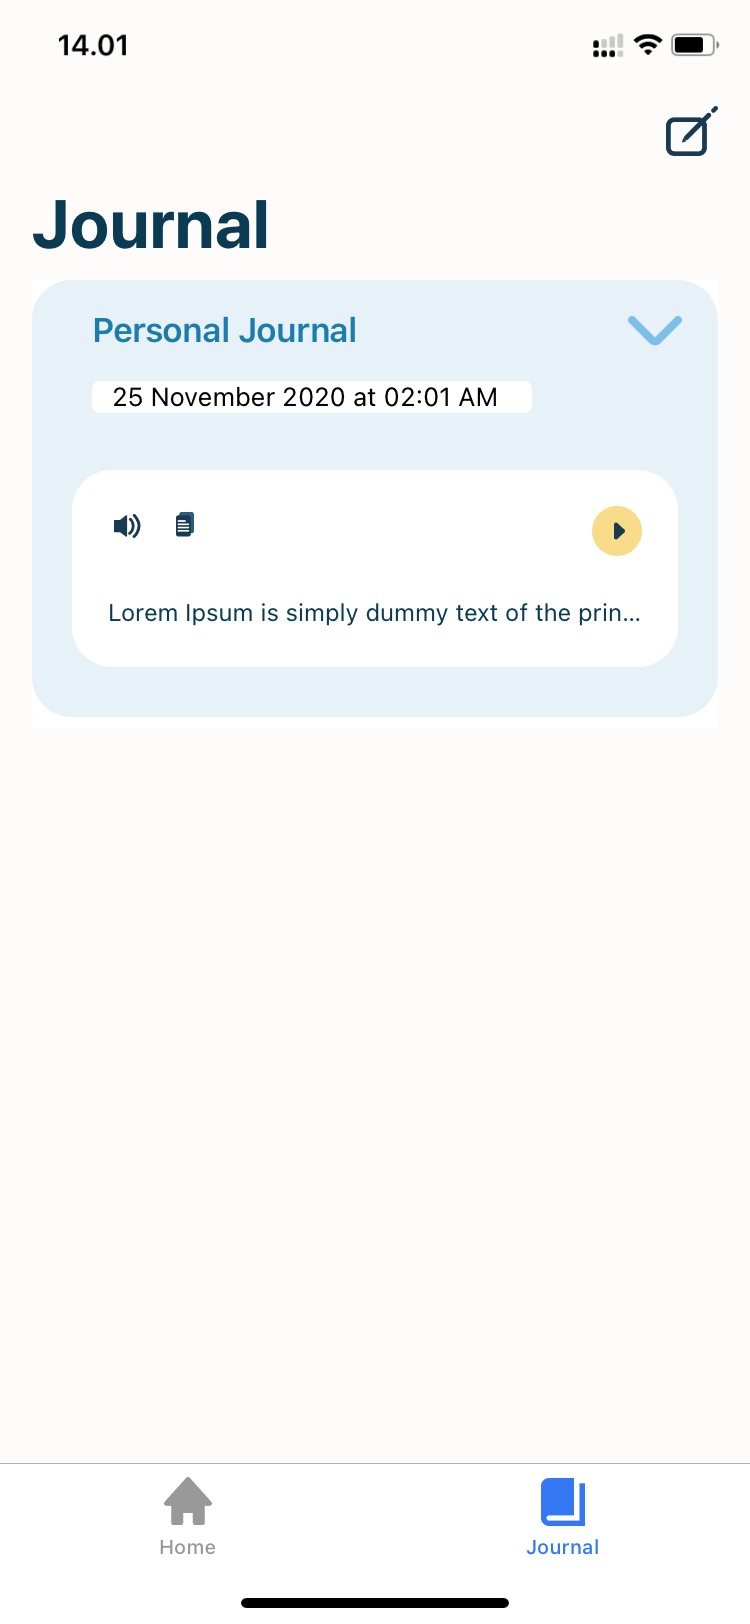 14.01
Journal
Personal Journal
25 November 2020 at 02:01 AM
Lorem Ipsum is simply dummy text of the prin...
Home
Journal